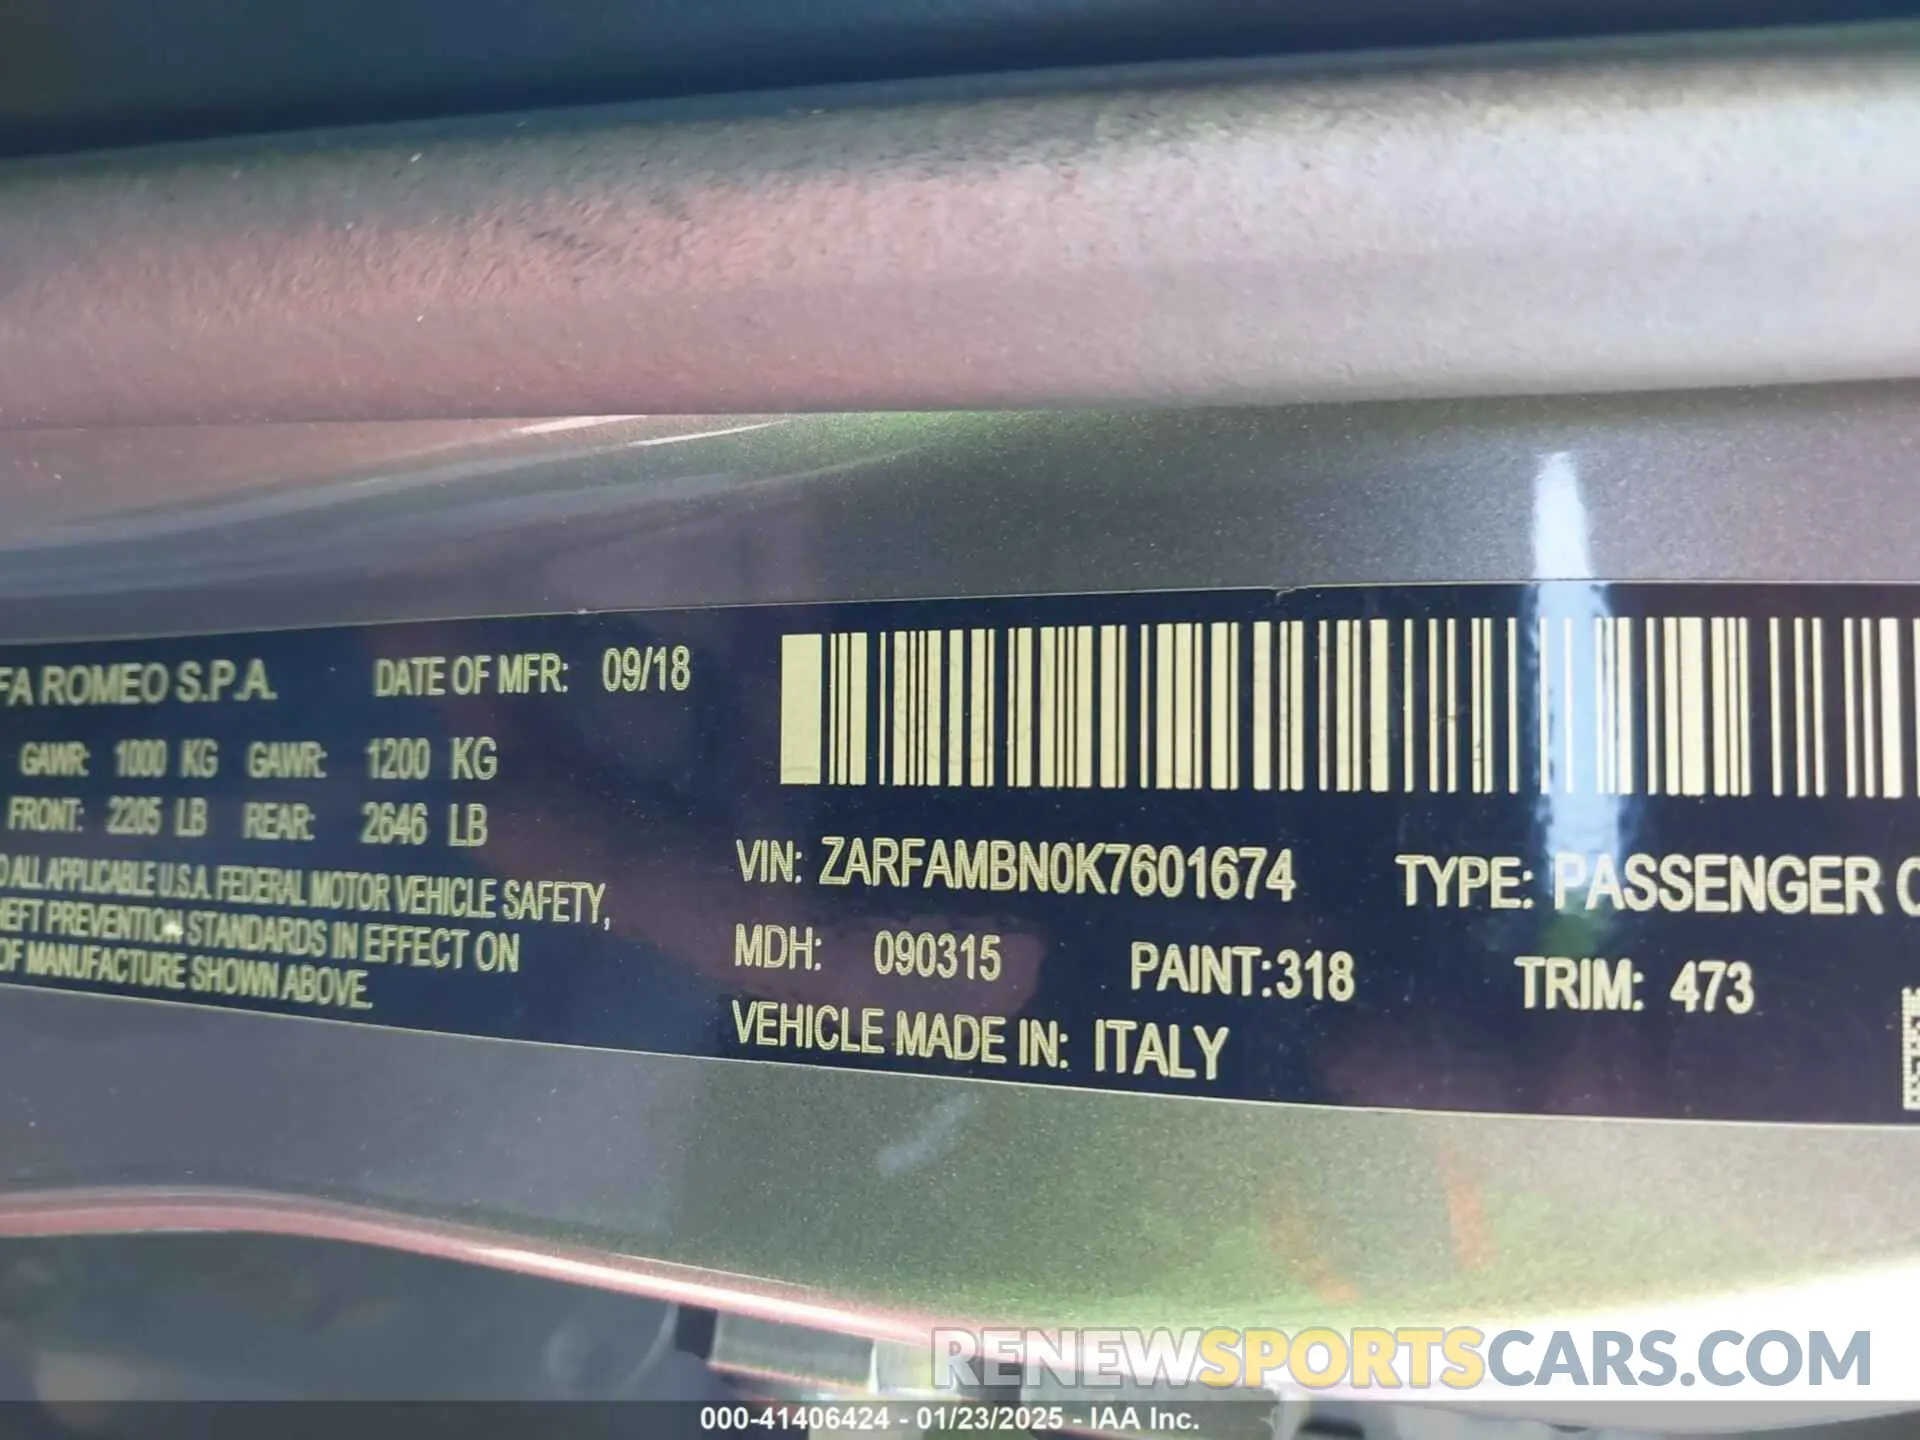 FA ROMEO S.P.A. DATE OF MFR: 09/18
GAWR: 1000 KG GAWR: 1200 KG
FRONT: 2205 LB REAR: 2646 LB
ALL APPLICABLE U.S.A. FEDERAL MOTOR VEHICLE SAFETY,
HEFT PREVENTION STANDARDS IN EFFECT ON
OF MANUFACTURE SHOWN ABOVE.
VIN: ZARFAMBN0K7601674 TYPE: PASSENGER C
MDH: 090315 PAINT:318 TRIM: 473
VEHICLE MADE IN: ITALY
RENEWSPORTSCARS.COM
000-41406424 - 01/23/2025 - IAA Inc.